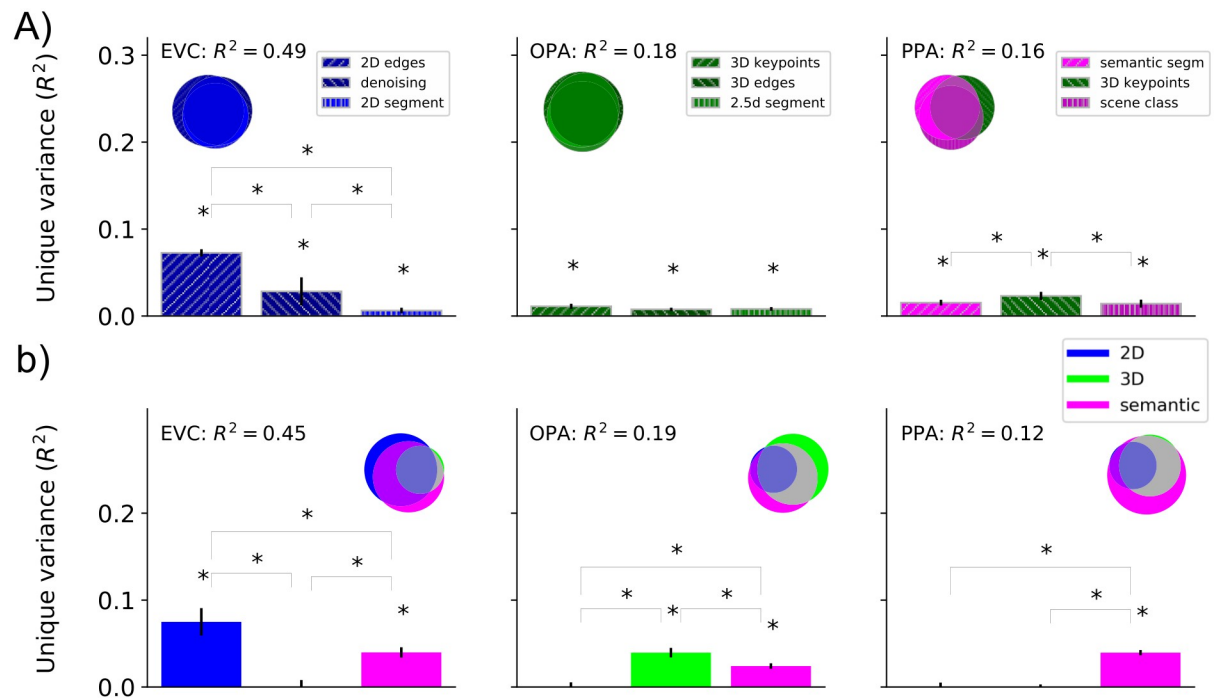 A)
Unique variance (R²)
0.3
0.2
0.1
0.0
EVC: R² = 0.49
2D edges
denoising
2D segment
*
* *
* * *
OPA: R² = 0.18
3D keypoints
3D edges
2.5d segment
* * *
PPA: R² = 0.16
semantic segm
3D keypoints
scene class
* *
* * *
b)
2D
3D
semantic
Unique variance (R²)
0.2
0.1
0.0
EVC: R² = 0.45
*
* *
* *
OPA: R² = 0.19
*
* *
* *
PPA: R² = 0.12
*
* *